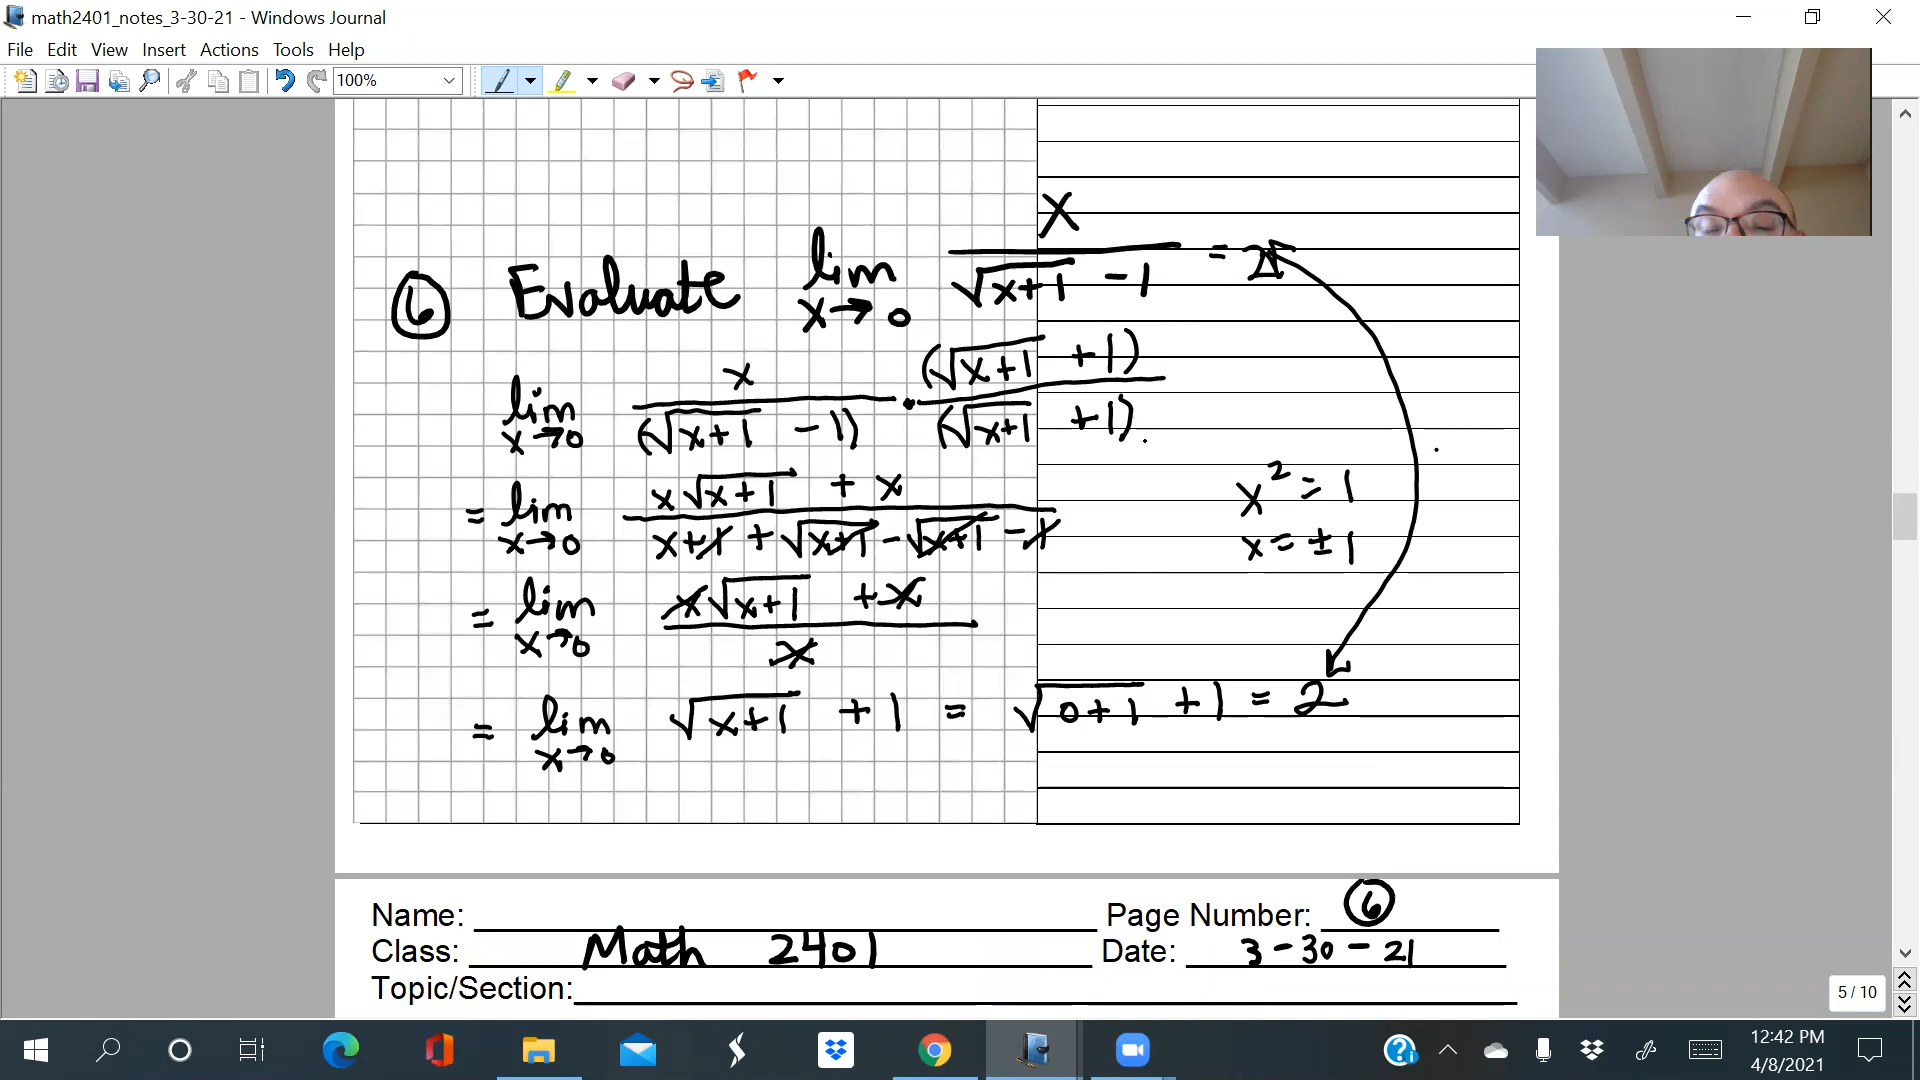 math2401_notes_3-30-21 - Windows Journal
File Edit View Insert Actions Tools Help
100%
⑥ Evaluate lim x→0 x / (√(x+1) - 1) = 2
lim x→0 x / (√(x+1) - 1) · (√(x+1) + 1) / (√(x+1) + 1)
= lim x→0 (x√(x+1) + x) / (x + 1 + √(x+1) - √(x+1) - 1)
x² = 1
x = ± 1
= lim x→0 (x√(x+1) + x) / x
= lim x→0 √(x+1) + 1 = √(0+1) + 1 = 2
Name: Page Number: ⑥
Class: Math 2401 Date: 3-30-21
Topic/Section:
5 / 10
12:42 PM
4/8/2021